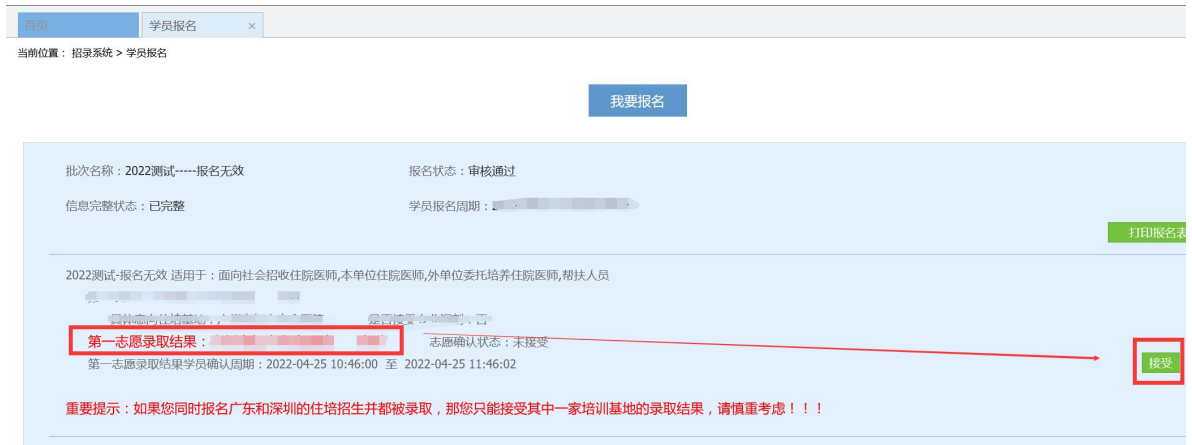 首页 学员报名 ×
当前位置： 招录系统 > 学员报名
我要报名
批次名称：2022测试-----报名无效 报名状态：审核通过
信息完整状态：已完整 学员报名周期：
打印报名表
2022测试-报名无效 适用于：面向社会招收住院医师,本单位住院医师,外单位委托培养住院医师,帮扶人员
第一志愿录取结果： 志愿确认状态：未接受
接受
第一志愿录取结果学员确认周期：2022-04-25 10:46:00 至 2022-04-25 11:46:02
重要提示：如果您同时报名广东和深圳的住培招生并都被录取，那您只能接受其中一家培训基地的录取结果，请慎重考虑！！！